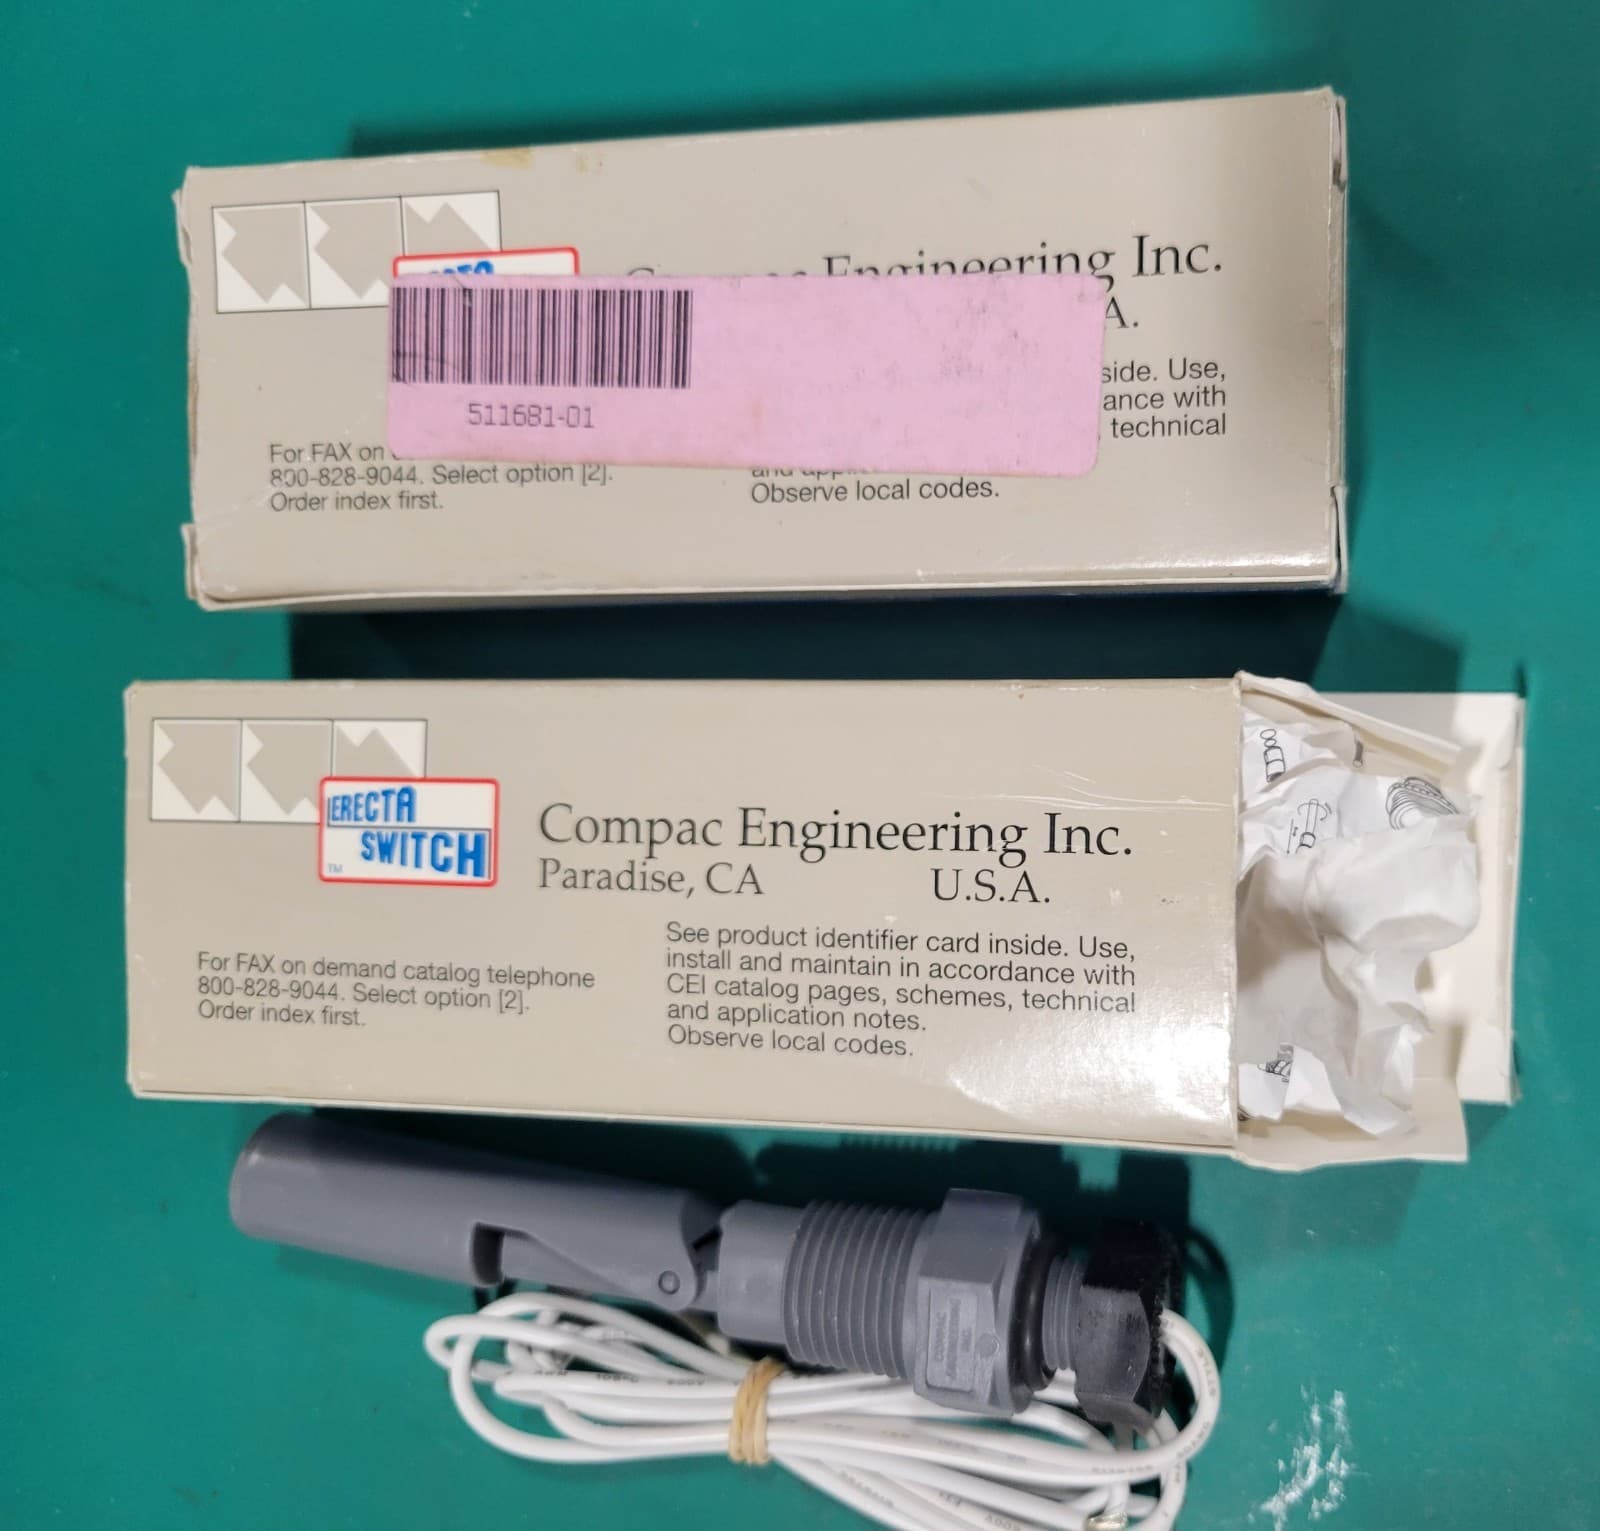 Engineering Inc.
A.
side. Use,
ance with
technical
511681-01
For FAX on
800-828-9044. Select option [2].
Order index first.
Observe local codes.
ERECTA
SWITCH
TM
Compac Engineering Inc.
Paradise, CA U.S.A.
For FAX on demand catalog telephone
800-828-9044. Select option [2].
Order index first.
See product identifier card inside. Use,
install and maintain in accordance with
CEI catalog pages, schemes, technical
and application notes.
Observe local codes.